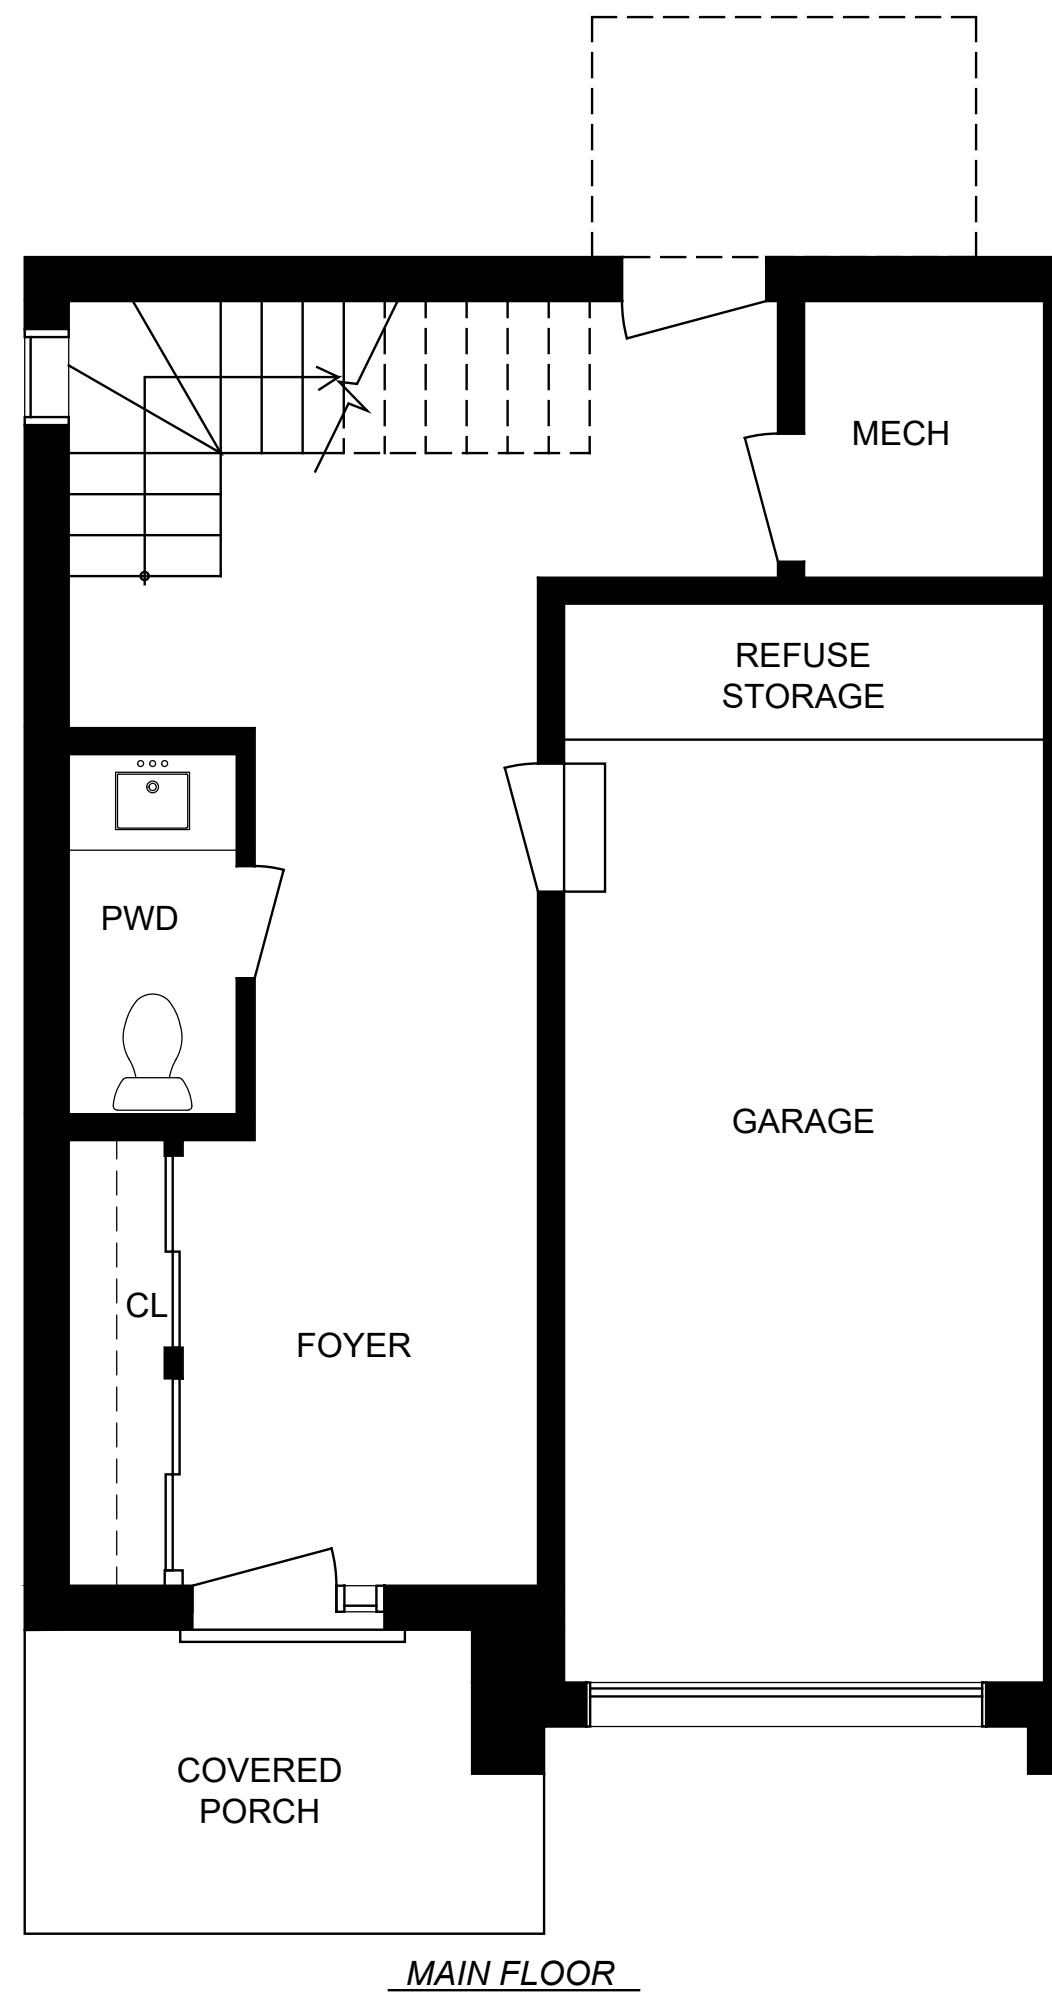 MECH
REFUSE
STORAGE
PWD
GARAGE
CL
FOYER
COVERED
PORCH
MAIN FLOOR